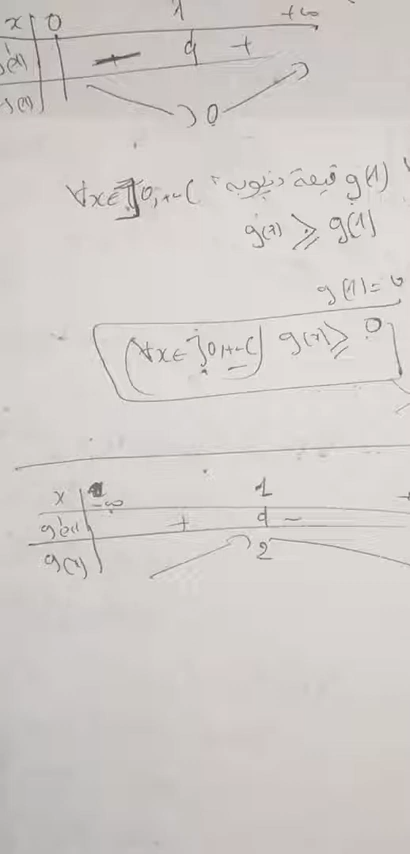 x | 0 1 +∞
g'(x) | − 0 +
g(x) | 0
∀x∈]0,+∞[ : قيمة دنيوية g(1)
g(x) ⩾ g(1)
g(1)=0
(∀x∈]0,+∞[) g(x) ⩾ 0
x | -∞ 1
g'(x) | + 0 −
g(x) | 2